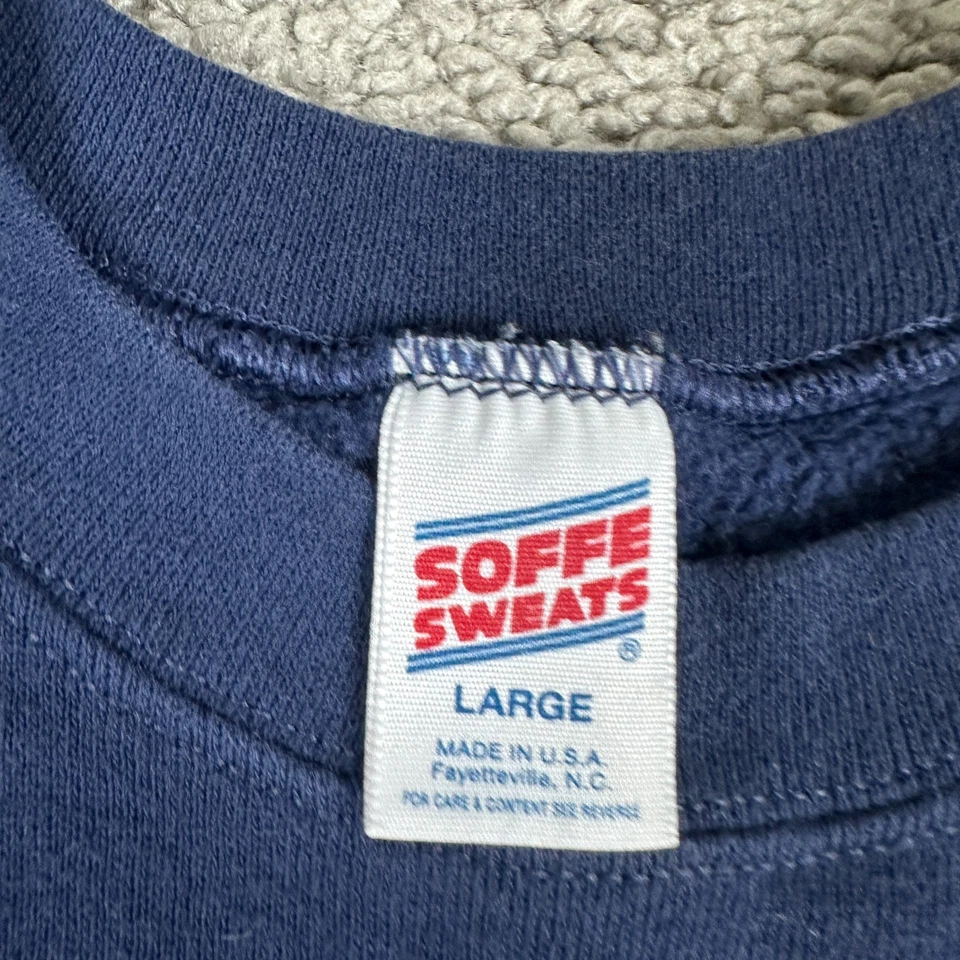 SOFFE
SWEATS
®
LARGE
MADE IN U.S.A.
Fayetteville, N.C.
FOR CARE & CONTENT SEE REVERSE